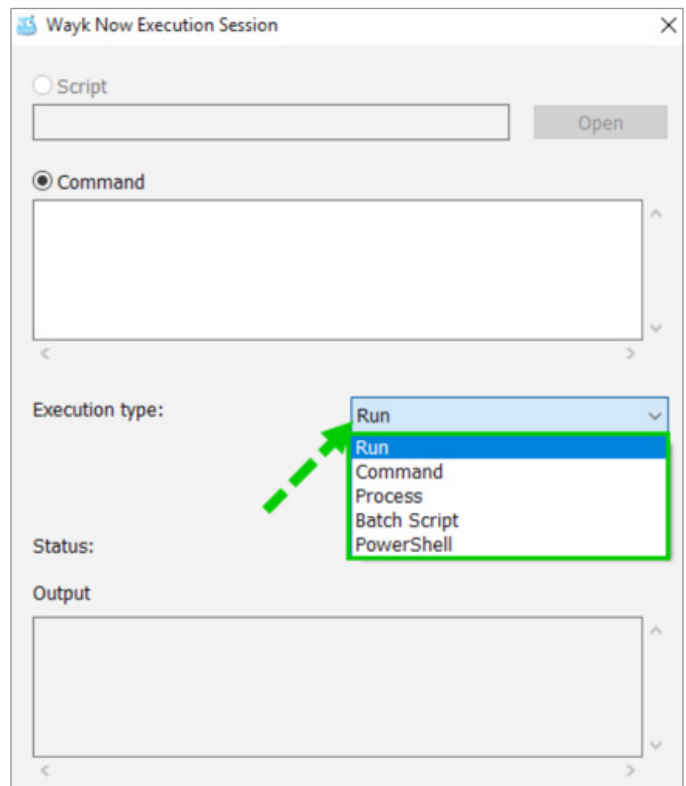 Wayk Now Execution Session
Script
Open
Command
Execution type:
Run
Run
Command
Process
Batch Script
PowerShell
Status:
Output